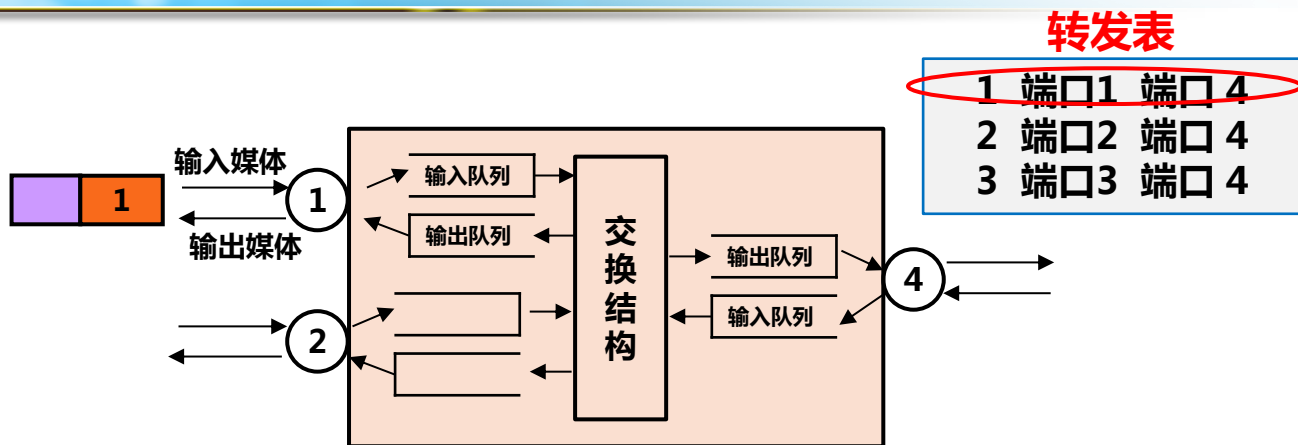 转发表
1 端口1 端口 4
2 端口2 端口 4
3 端口3 端口 4
输入媒体
1
输出媒体
1
输入队列
输出队列
交换结构
输出队列
输入队列
4
2